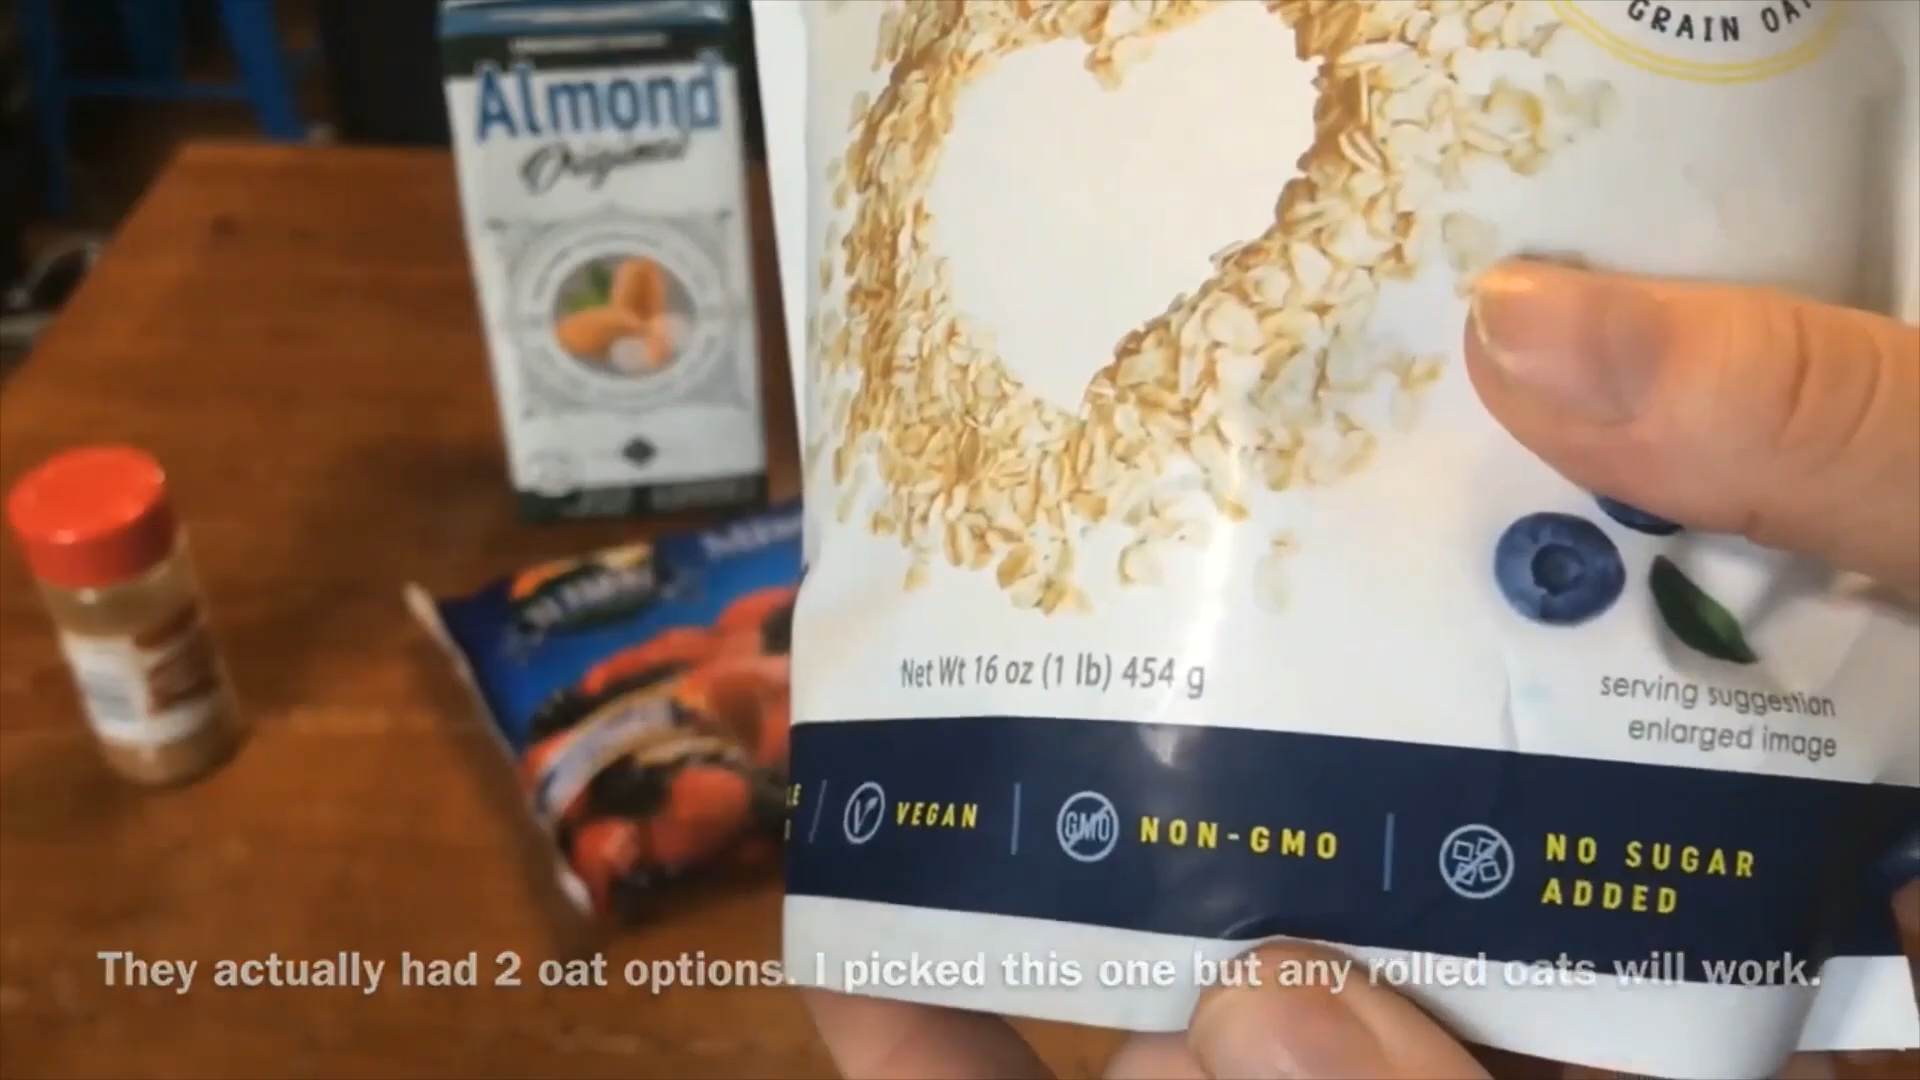 GRAIN OA
Almond
Original
Net Wt 16 oz (1 lb) 454 g
serving suggestion
enlarged image
VEGAN
NON-GMO
NO SUGAR
ADDED
They actually had 2 oat options. I picked this one but any rolled oats will work.